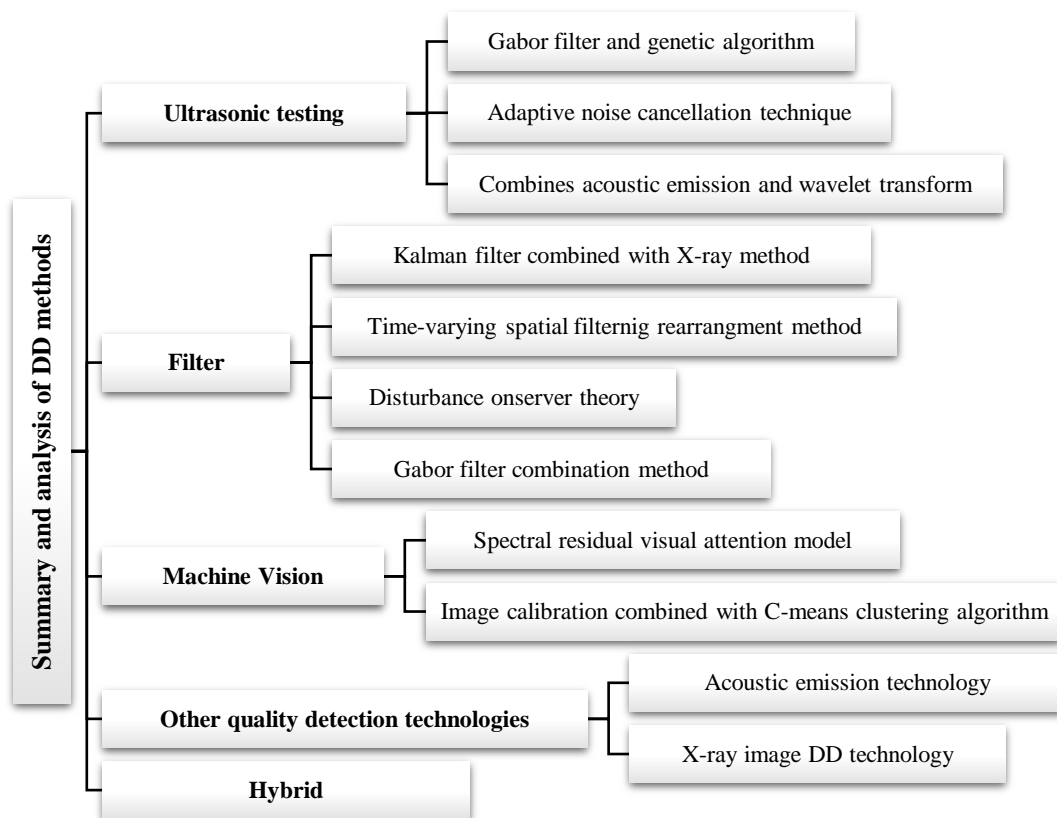 Summary and analysis of DD methods
Ultrasonic testing
Gabor filter and genetic algorithm
Adaptive noise cancellation technique
Combines acoustic emission and wavelet transform
Filter
Kalman filter combined with X-ray method
Time-varying spatial filternig rearrangment method
Disturbance onserver theory
Gabor filter combination method
Machine Vision
Spectral residual visual attention model
Image calibration combined with C-means clustering algorithm
Other quality detection technologies
Acoustic emission technology
X-ray image DD technology
Hybrid